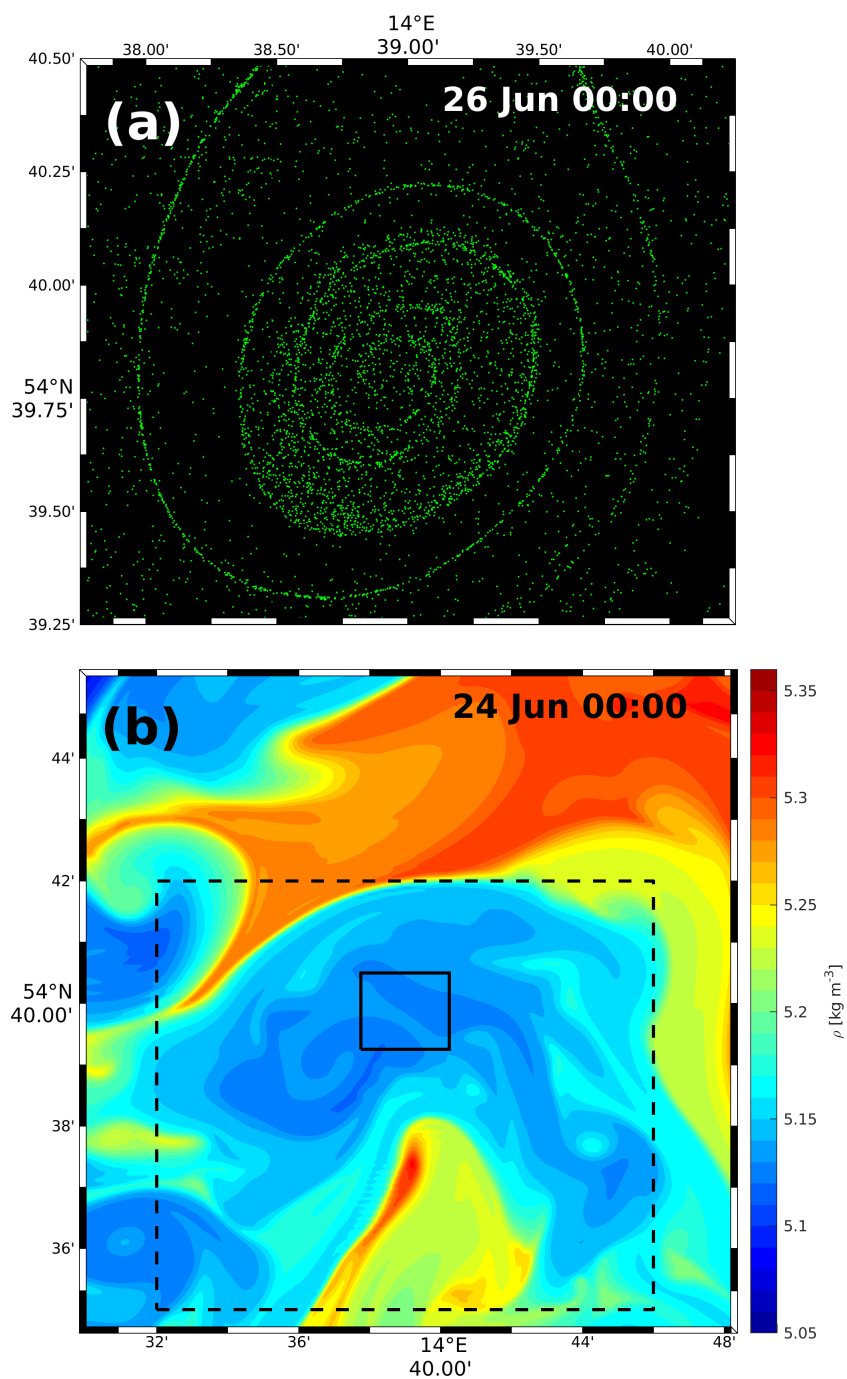 14°E
38.00' 38.50' 39.00' 39.50' 40.00'
40.50'
(a) 26 Jun 00:00
40.25'
40.00'
54°N
39.75'
39.50'
39.25'
(b) 24 Jun 00:00
5.35
44'
5.3
42'
5.25
54°N
40.00'
5.2
ρ [kg m⁻³]
38'
5.15
5.1
36'
5.05
32' 36' 14°E 44' 48'
40.00'